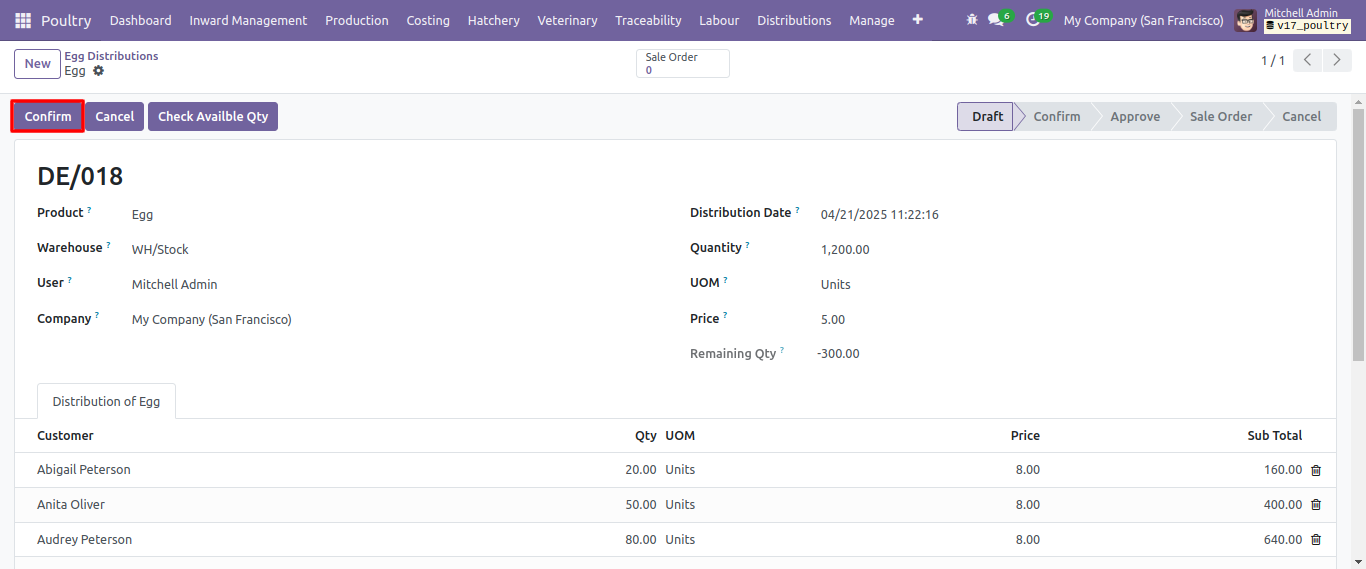 Poultry Dashboard Inward Management Production Costing Hatchery Veterinary Traceability Labour Distributions Manage + 6 19 My Company (San Francisco) Mitchell Admin
v17_poultry
New Egg Distributions Sale Order 1 / 1
Egg 0
Confirm Cancel Check Availble Qty Draft Confirm Approve Sale Order Cancel
DE/018
Product ? Egg Distribution Date ? 04/21/2025 11:22:16
Warehouse ? WH/Stock Quantity ? 1,200.00
User ? Mitchell Admin UOM ? Units
Company ? My Company (San Francisco) Price ? 5.00
Remaining Qty ? -300.00
Distribution of Egg
Customer Qty UOM Price Sub Total
Abigail Peterson 20.00 Units 8.00 160.00
Anita Oliver 50.00 Units 8.00 400.00
Audrey Peterson 80.00 Units 8.00 640.00